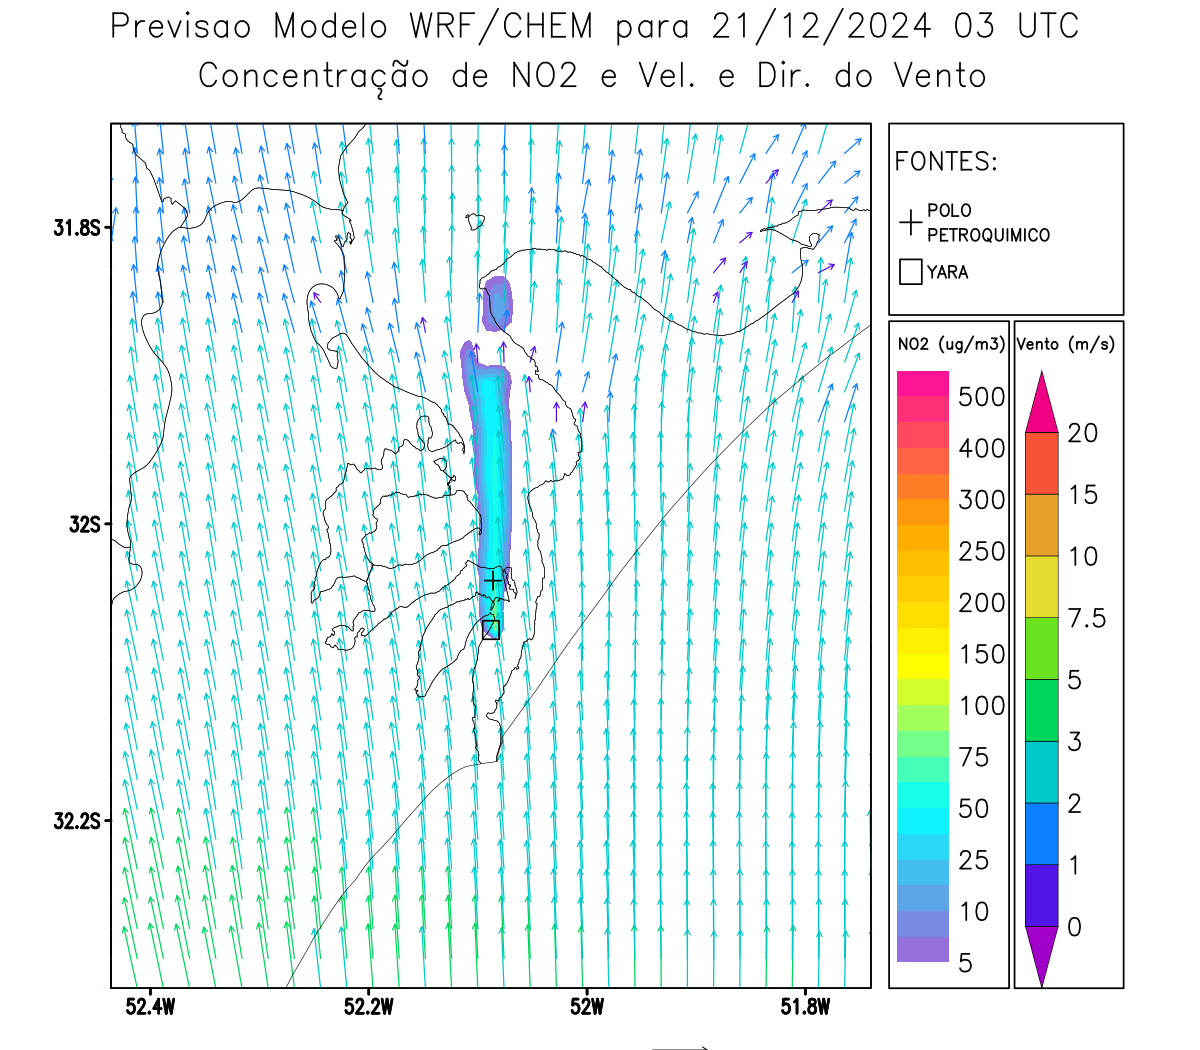 Previsao Modelo WRF/CHEM para 21/12/2024 03 UTC
Concentração de NO2 e Vel. e Dir. do Vento
FONTES:
POLO
PETROQUIMICO
YARA
NO2 (ug/m3)
500
400
300
250
200
150
100
75
50
25
10
5
Vento (m/s)
20
15
10
7.5
5
3
2
1
0
31.8S
32S
32.2S
52.4W
52.2W
52W
51.8W